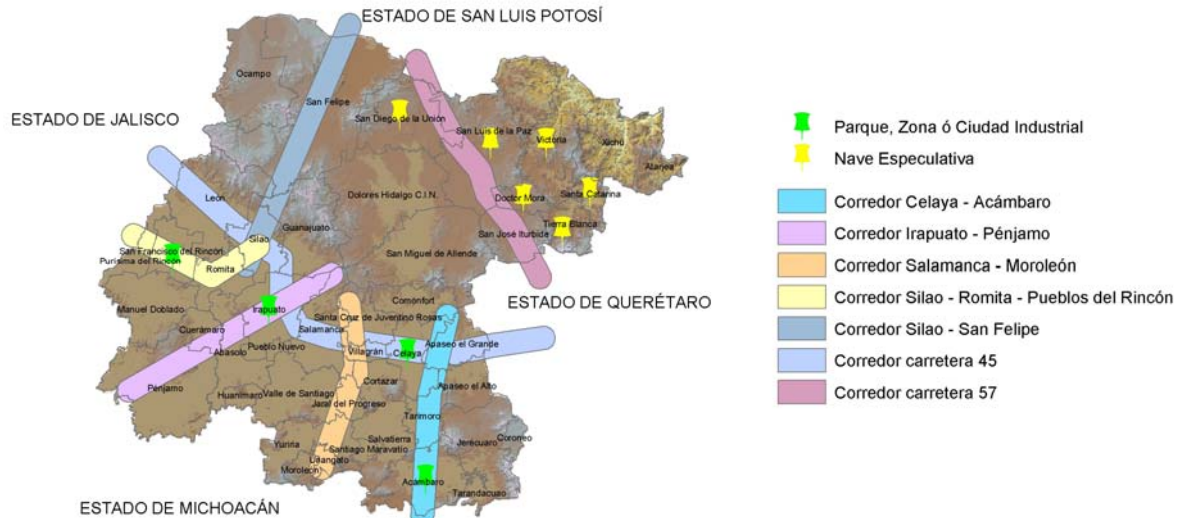 ESTADO DE SAN LUIS POTOSÍ
Ocampo
San Felipe
ESTADO DE JALISCO
San Diego de la Unión
San Luis de la Paz
Victoria
Xichú
Atarjea
León
Dolores Hidalgo C.I.N.
Doctor Mora
Santa Catarina
Guanajuato
Silao
San José Iturbide
Tierra Blanca
San Francisco del Rincón
Purísima del Rincón
Romita
San Miguel de Allende
ESTADO DE QUERÉTARO
Manuel Doblado
Irapuato
Comonfort
Santa Cruz de Juventino Rosas
Cuerámaro
Salamanca
Abasolo
Pueblo Nuevo
Villagrán
Celaya
Apaseo el Grande
Pénjamo
Huanimaro
Valle de Santiago
Cortazar
Apaseo el Alto
Jaral del Progreso
Tarimoro
Yuriria
Salvatierra
Jerécuaro
Coroneo
Santiago Maravatío
Uriangato
Moroleón
Acámbaro
Tarandacuao
ESTADO DE MICHOACÁN
Parque, Zona ó Ciudad Industrial
Nave Especulativa
Corredor Celaya - Acámbaro
Corredor Irapuato - Pénjamo
Corredor Salamanca - Moroleón
Corredor Silao - Romita - Pueblos del Rincón
Corredor Silao - San Felipe
Corredor carretera 45
Corredor carretera 57